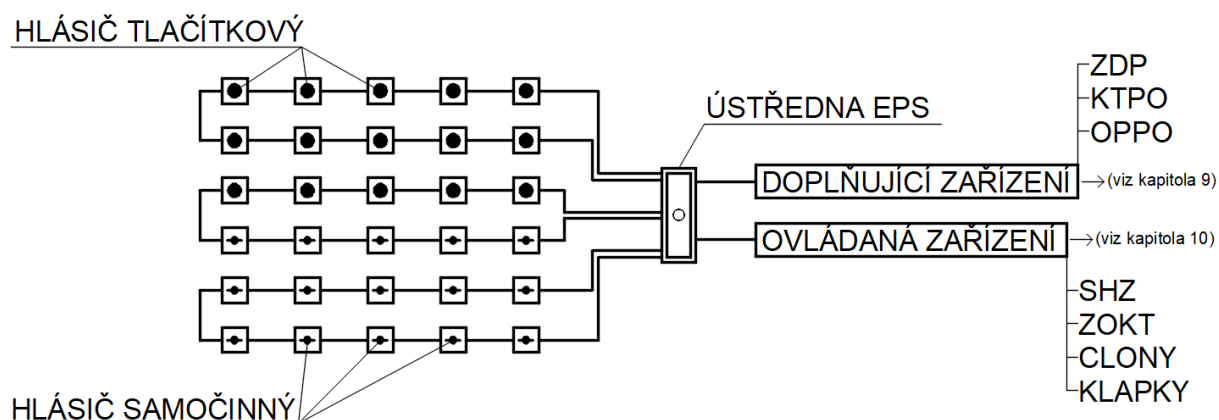 HLÁSIČ TLAČÍTKOVÝ
ÚSTŘEDNA EPS
ZDP
KTPO
OPPO
DOPLŇUJÍCÍ ZAŘÍZENÍ
(viz kapitola 9)
OVLÁDANÁ ZAŘÍZENÍ
(viz kapitola 10)
SHZ
ZOKT
CLONY
KLAPKY
HLÁSIČ SAMOČINNÝ